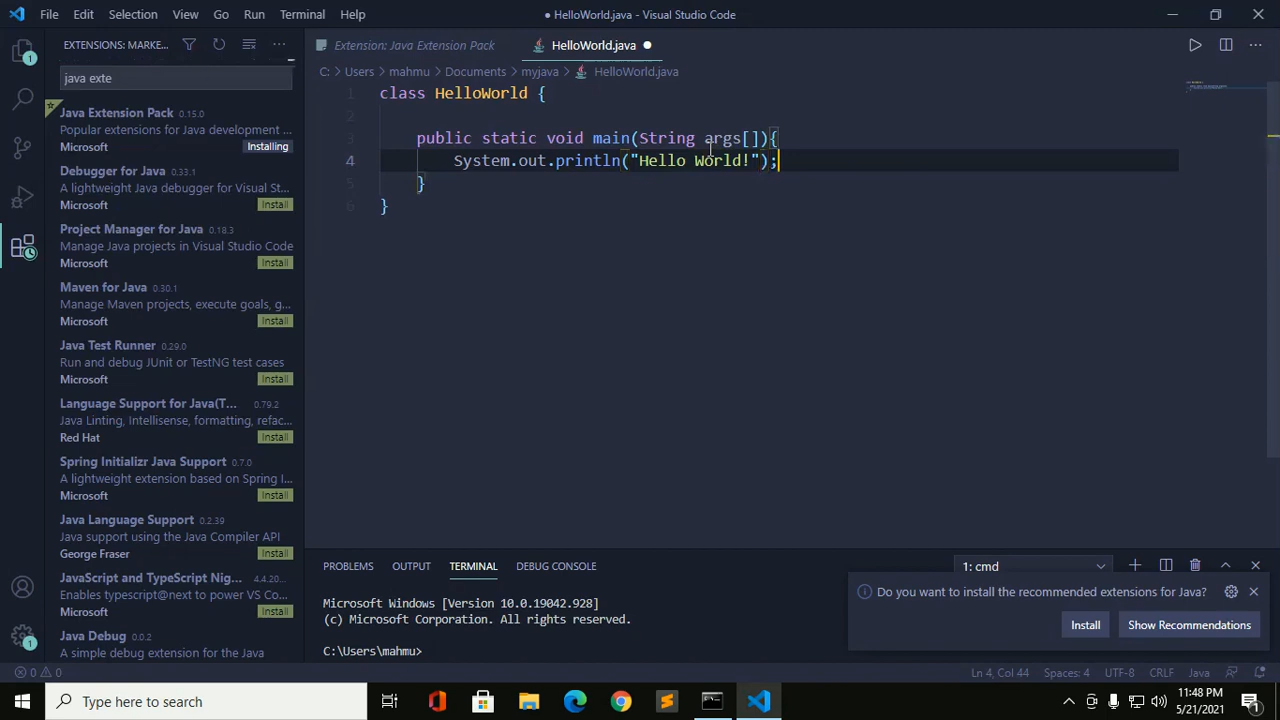 File Edit Selection View Go Run Terminal Help
● HelloWorld.java - Visual Studio Code
EXTENSIONS: MARKE...
java exte
Java Extension Pack 0.15.0
Popular extensions for Java development ...
Microsoft Installing
Debugger for Java 0.33.1
A lightweight Java debugger for Visual St...
Microsoft Install
Project Manager for Java 0.18.3
Manage Java projects in Visual Studio Code
Microsoft Install
Maven for Java 0.30.1
Manage Maven projects, execute goals, g...
Microsoft Install
Java Test Runner 0.29.0
Run and debug JUnit or TestNG test cases
Microsoft Install
Language Support for Java(T... 0.79.2
Java Linting, Intellisense, formatting, refac...
Red Hat Install
Spring Initializr Java Support 0.7.0
A lightweight extension based on Spring I...
Microsoft Install
Java Language Support 0.2.39
Java support using the Java Compiler API
George Fraser Install
JavaScript and TypeScript Nig... 4.4.20...
Enables typescript@next to power VS Co...
Microsoft Install
Java Debug 0.0.2
A simple debug extension for the Java
Extension: Java Extension Pack
HelloWorld.java
C: > Users > mahmu > Documents > myjava > HelloWorld.java
1 class HelloWorld {
2
3 public static void main(String args[]){
4 System.out.println("Hello World!");
5 }
6 }
PROBLEMS OUTPUT TERMINAL DEBUG CONSOLE
1: cmd
Microsoft Windows [Version 10.0.19042.928]
(c) Microsoft Corporation. All rights reserved.
C:\Users\mahmu>
Do you want to install the recommended extensions for Java?
Install Show Recommendations
0 0
Ln 4, Col 44 Spaces: 4 UTF-8 CRLF Java
Type here to search
11:48 PM
5/21/2021
1
1
1